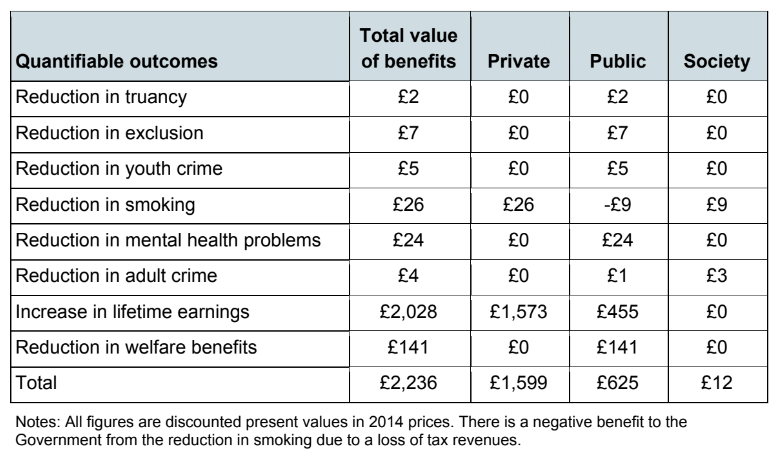 Quantifiable outcomes Total value of benefits Private Public Society
Reduction in truancy £2 £0 £2 £0
Reduction in exclusion £7 £0 £7 £0
Reduction in youth crime £5 £0 £5 £0
Reduction in smoking £26 £26 -£9 £9
Reduction in mental health problems £24 £0 £24 £0
Reduction in adult crime £4 £0 £1 £3
Increase in lifetime earnings £2,028 £1,573 £455 £0
Reduction in welfare benefits £141 £0 £141 £0
Total £2,236 £1,599 £625 £12
Notes: All figures are discounted present values in 2014 prices. There is a negative benefit to the
Government from the reduction in smoking due to a loss of tax revenues.